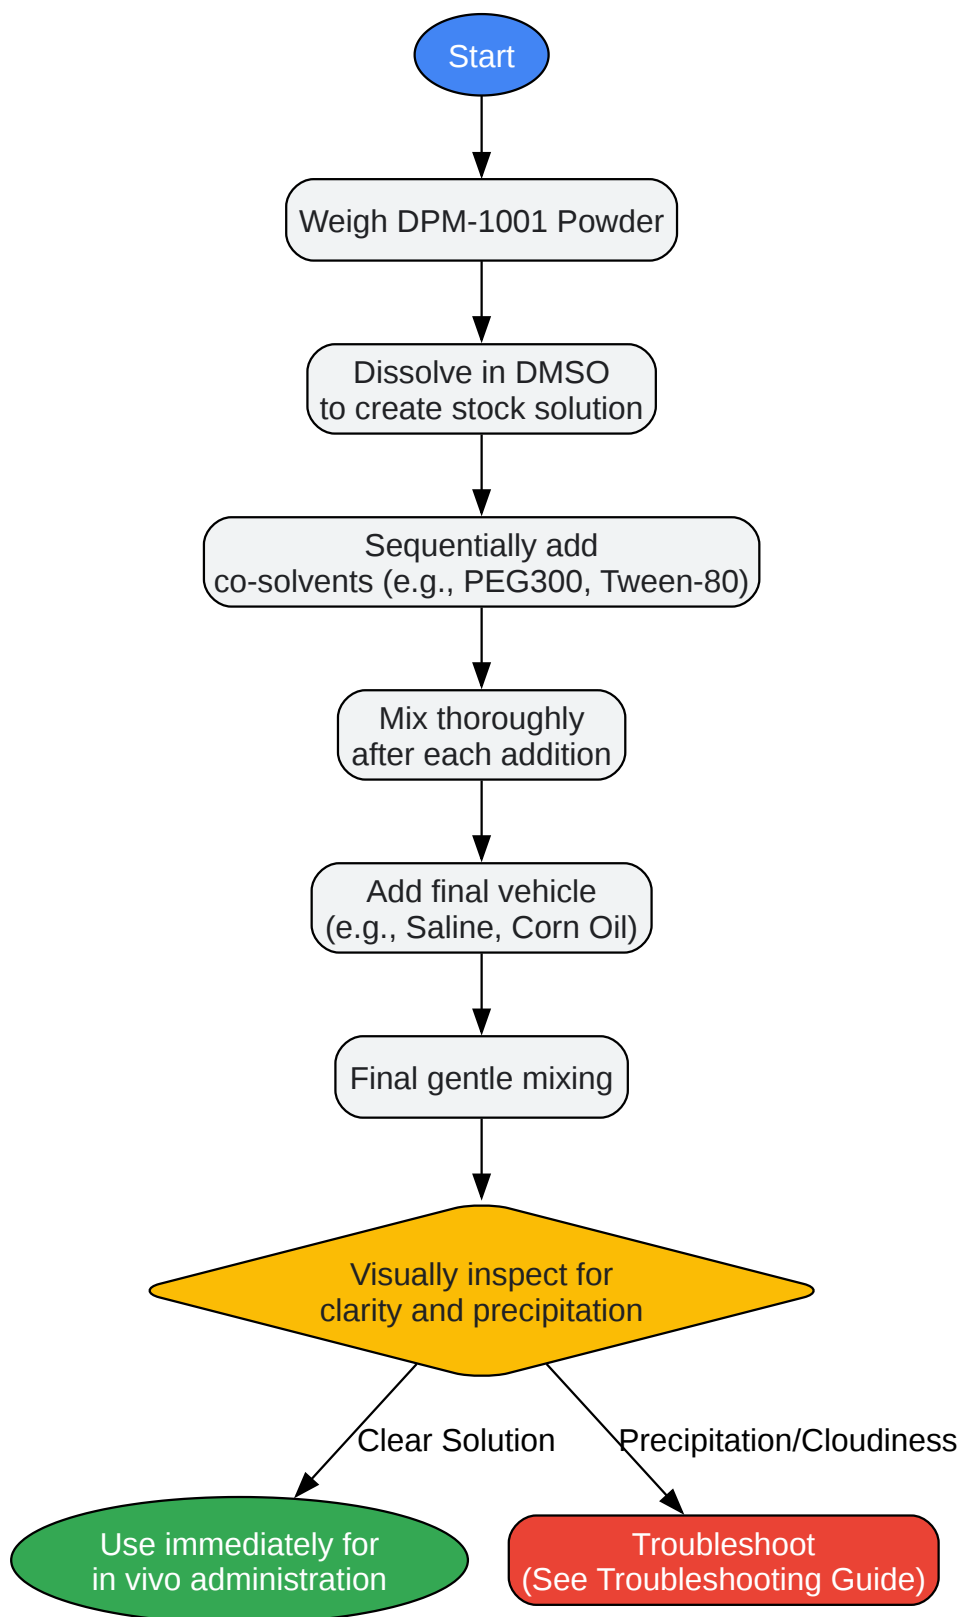 Start
Weigh DPM-1001 Powder
Dissolve in DMSO
to create stock solution
Sequentially add
co-solvents (e.g., PEG300, Tween-80)
Mix thoroughly
after each addition
Add final vehicle
(e.g., Saline, Corn Oil)
Final gentle mixing
Visually inspect for
clarity and precipitation
Clear Solution
Precipitation/Cloudiness
Use immediately for
in vivo administration
Troubleshoot
(See Troubleshooting Guide)